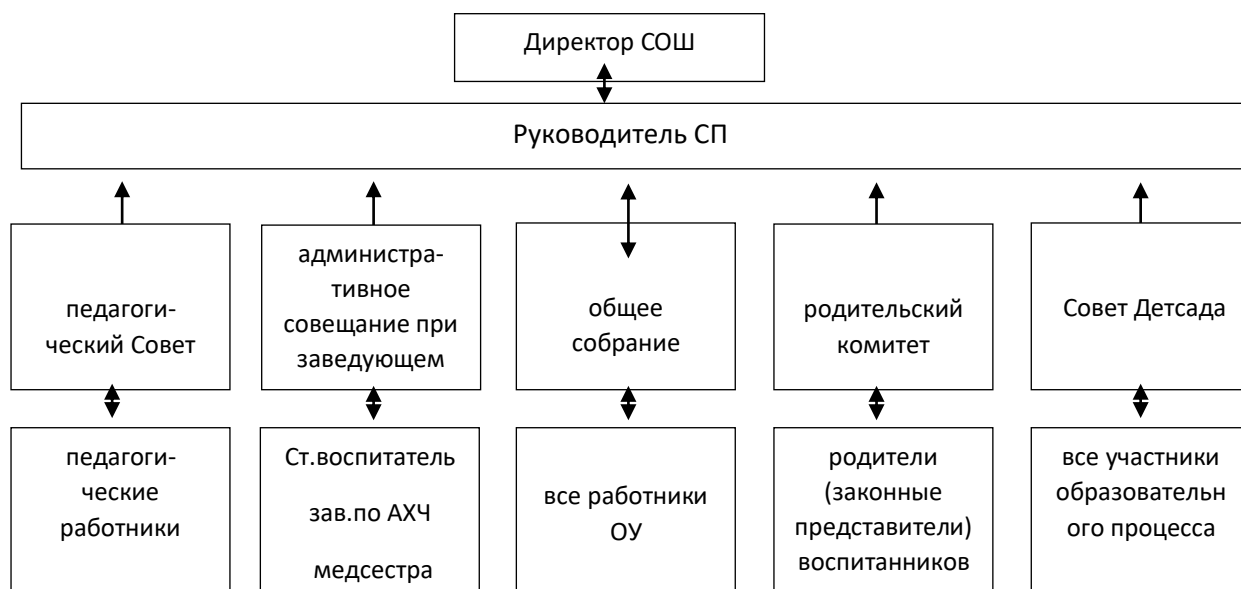 Директор СОШ
Руководитель СП
педагоги-
ческий Совет
администра-
тивное
совещание при
заведующем
общее
собрание
родительский
комитет
Совет Детсада
педагоги-
ческие
работники
Ст.воспитатель
зав.по АХЧ
медсестра
все работники
ОУ
родители
(законные
представители)
воспитанников
все участники
образовательн
ого процесса